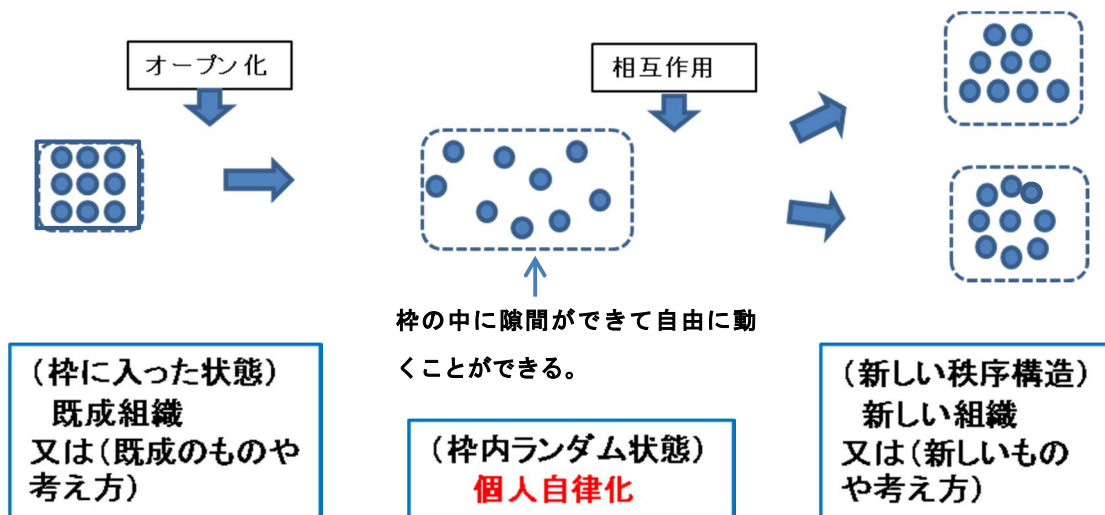 オープン化
相互作用
枠の中に隙間ができて自由に動
くことができる。
（枠に入った状態）
既成組織
又は（既成のものや
考え方）
（枠内ランダム状態）
個人自律化
（新しい秩序構造）
新しい組織
又は（新しいもの
や考え方）